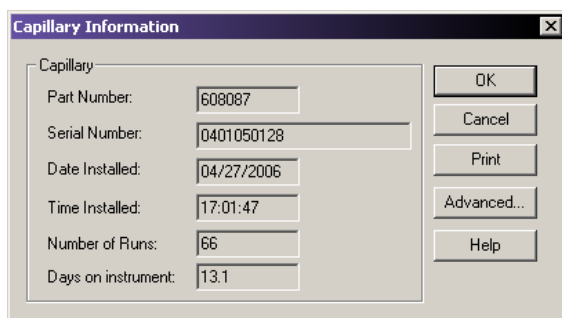 Capillary Information
Capillary
Part Number: 608087
Serial Number: 0401050128
Date Installed: 04/27/2006
Time Installed: 17:01:47
Number of Runs: 66
Days on instrument: 13.1
OK
Cancel
Print
Advanced...
Help